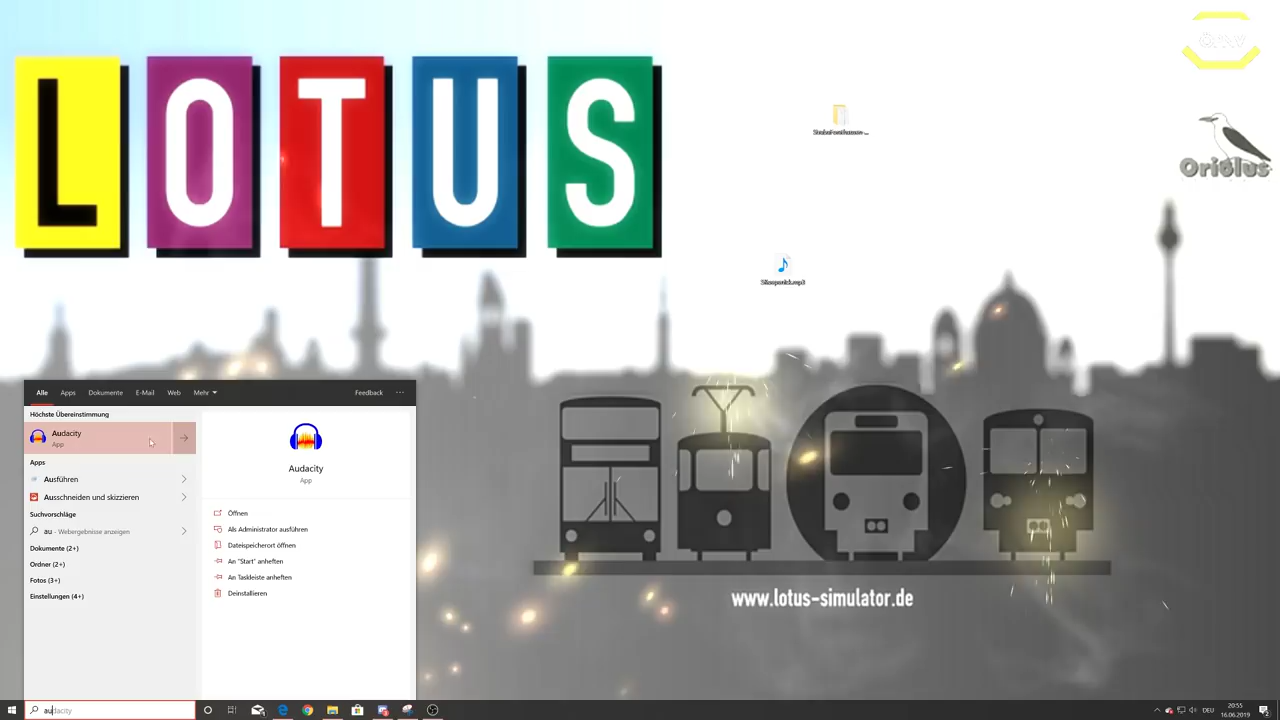 LOTUS
Oriolus
Alle Apps Dokumente E-Mail Web Mehr Feedback ...
Höchste Übereinstimmung
Audacity
App
Apps
Ausführen
Ausschneiden und skizzieren
Suchvorschläge
au - Webergebnisse anzeigen
Dokumente (2+)
Ordner (2+)
Fotos (3+)
Einstellungen (4+)
Audacity
App
Öffnen
Als Administrator ausführen
Dateispeicherort öffnen
An "Start" anheften
An Taskleiste anheften
Deinstallieren
www.lotus-simulator.de
audacity
DEU
20:55
16.06.2019